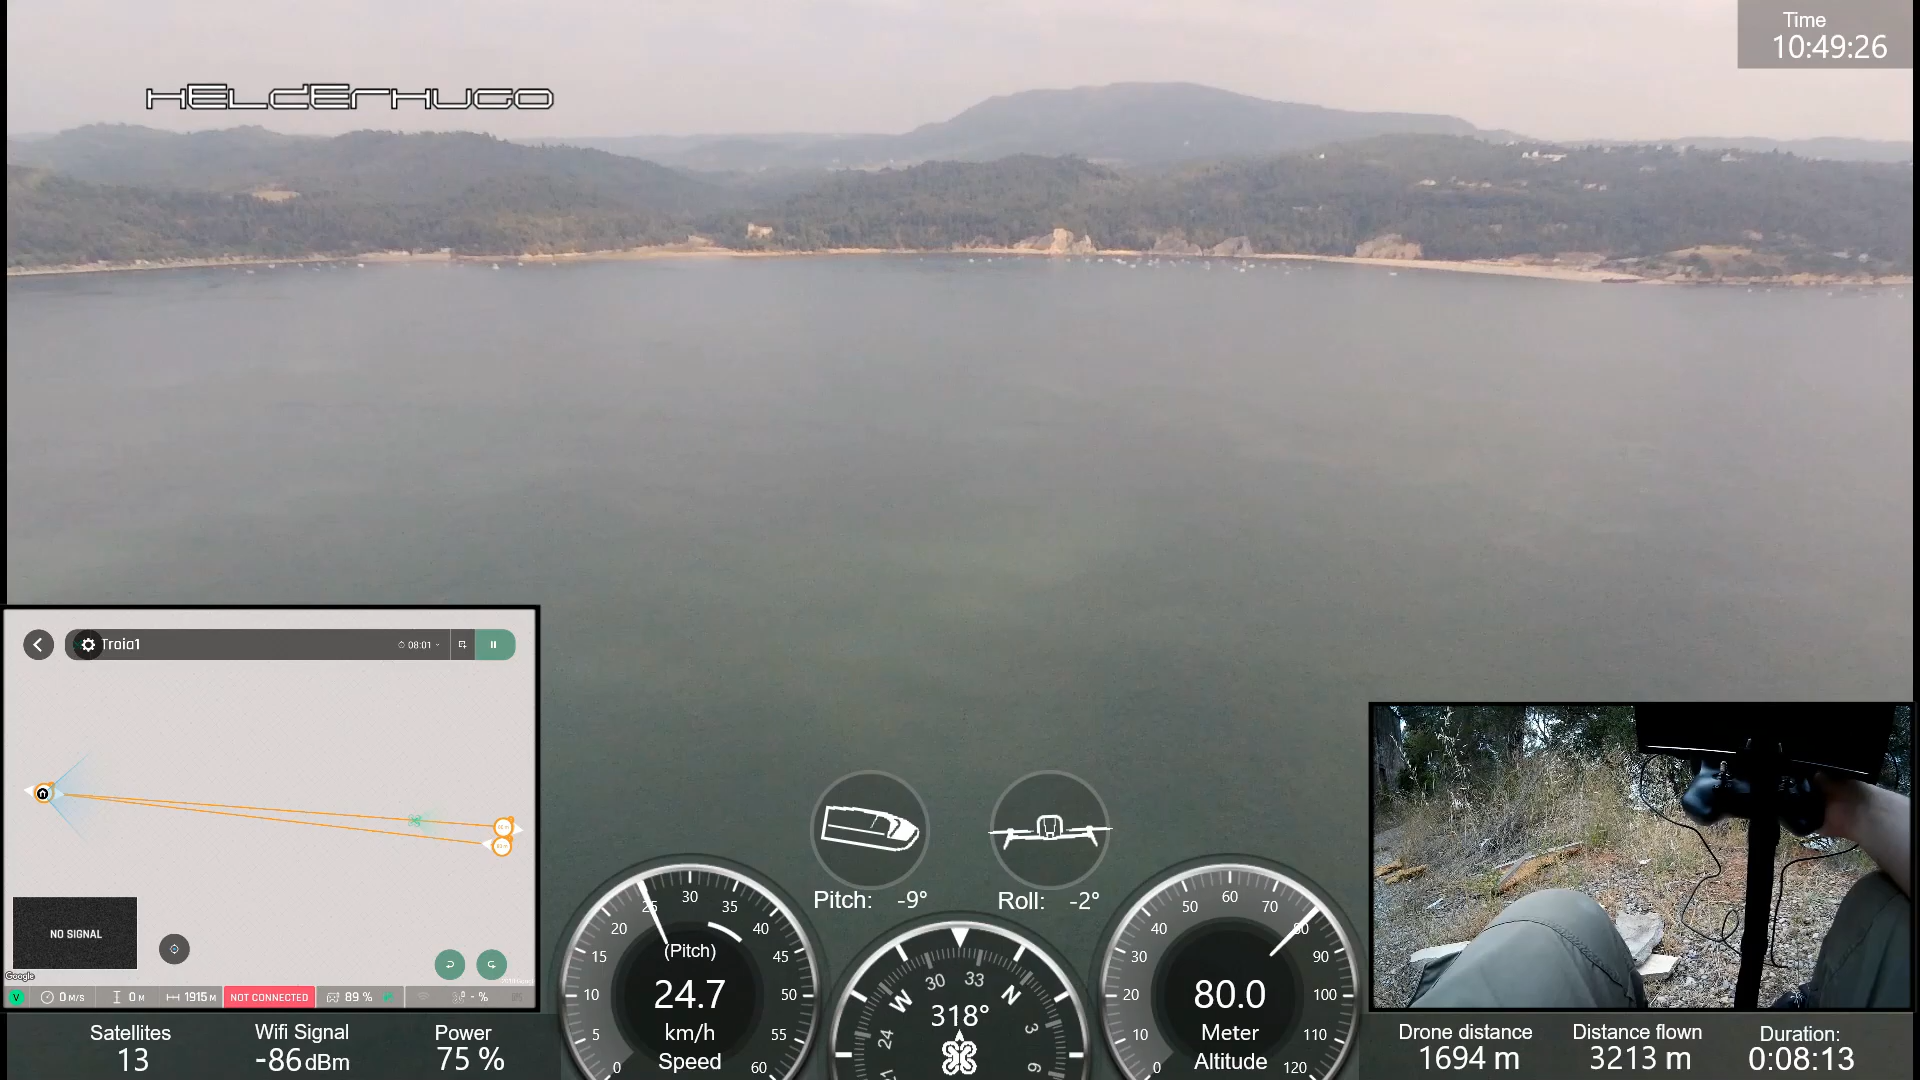 Time
10:49:26
HELDERHUGO
Troia1
08:01
NO SIGNAL
Google
V
0 M/S
0 M
1915 M
NOT CONNECTED
89 %
- %
Satellites
13
Wifi Signal
-86 dBm
Power
75 %
0
5
10
15
20
25
30
35
40
45
50
55
60
(Pitch)
24.7
km/h
Speed
Pitch: -9°
Roll: -2°
24
W
30
33
N
3
318°
0
10
20
30
40
50
60
70
80
90
100
110
120
80.0
Meter
Altitude
Drone distance
1694 m
Distance flown
3213 m
Duration:
0:08:13